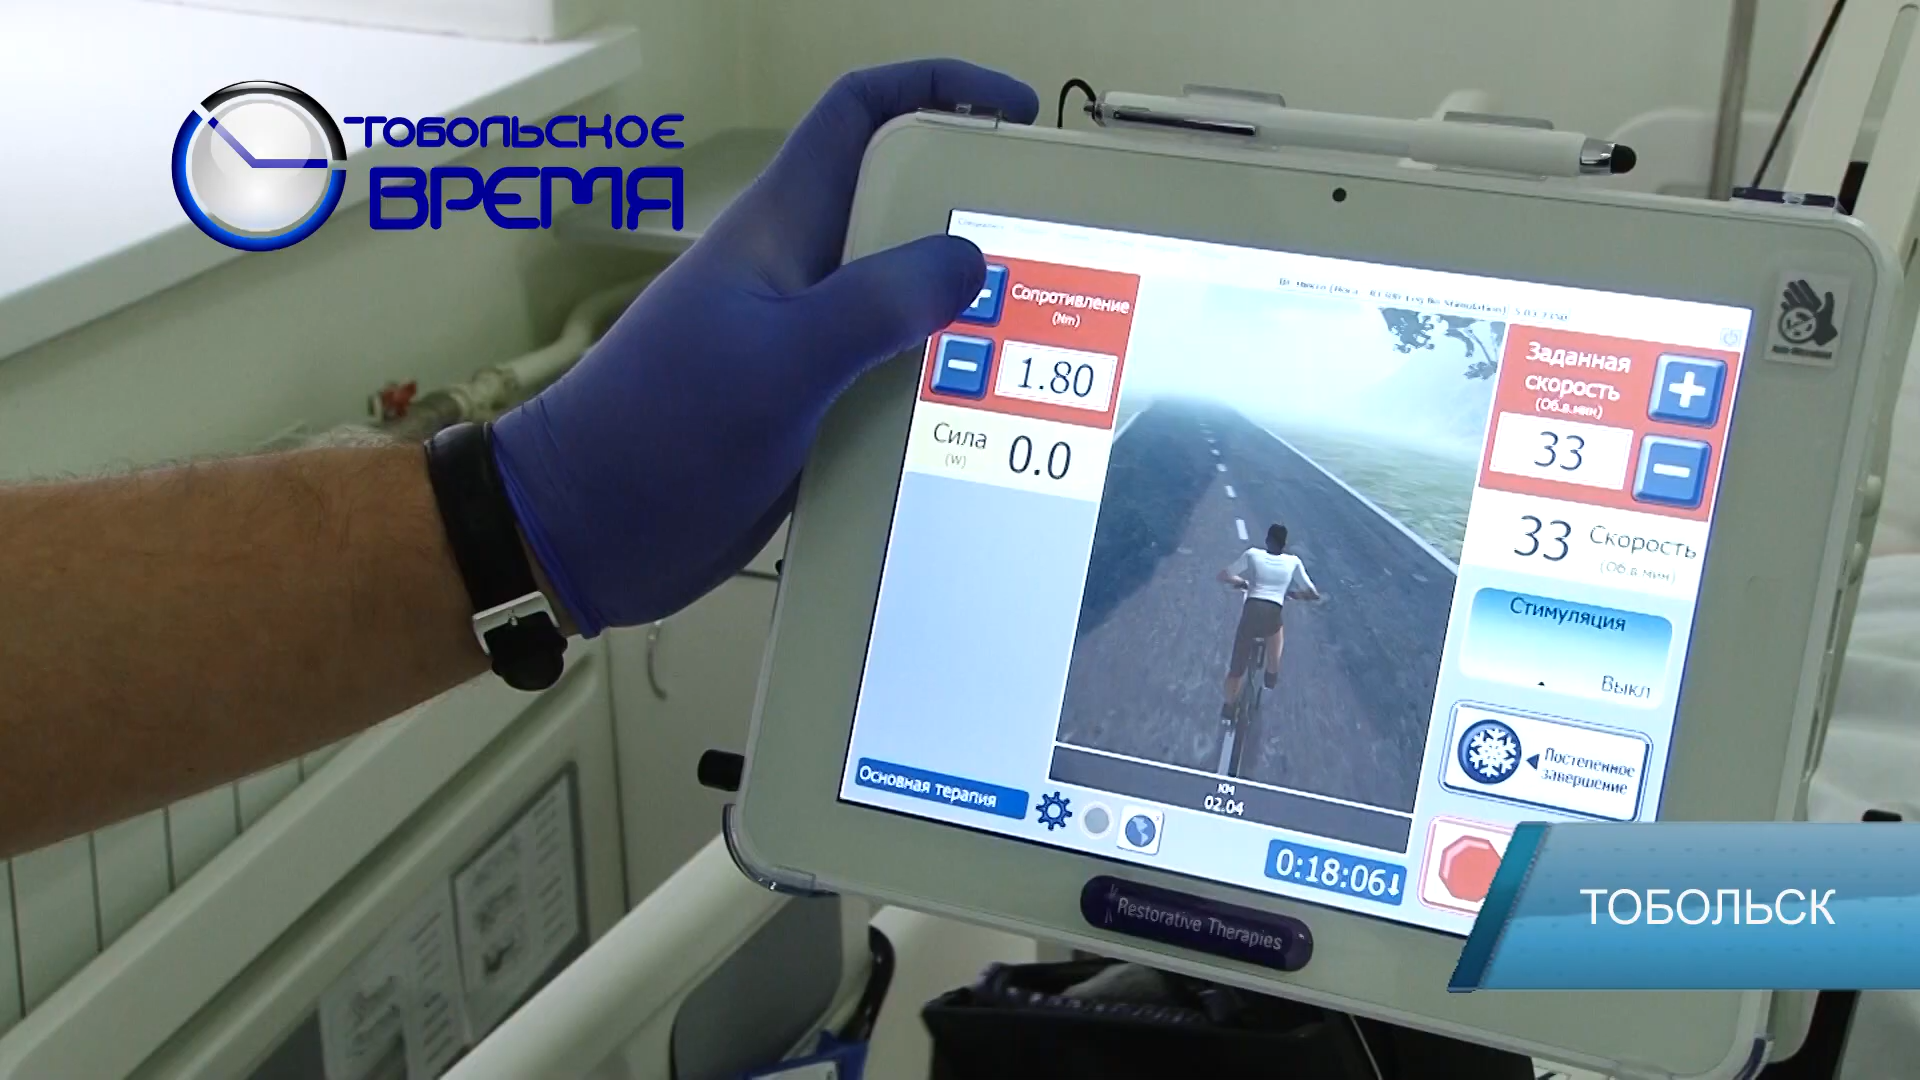 ТОБОЛЬСКОЕ
ВРЕМЯ
Сопротивление
(Nm)
1.80
Сила
(W)
0.0
Заданная
скорость
(Об.в.мин)
33
33 Скорость
(Об.в.мин)
Стимуляция
Выкл
Постепенное
завершение
Основная терапия
км
02.04
0:18:06
Restorative Therapies
ТОБОЛЬСК